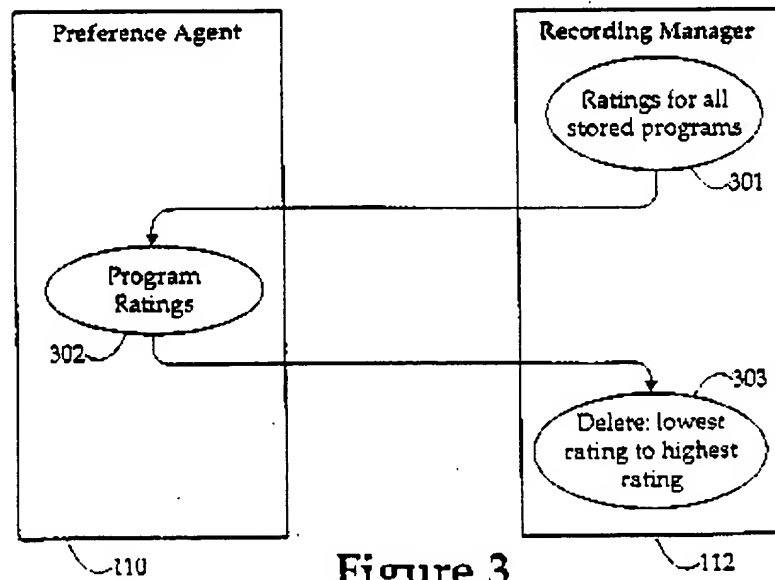 Preference Agent
Recording Manager
Ratings for all
stored programs
301
Program
Ratings
302
303
Delete: lowest
rating to highest
rating
110
Figure 3
112